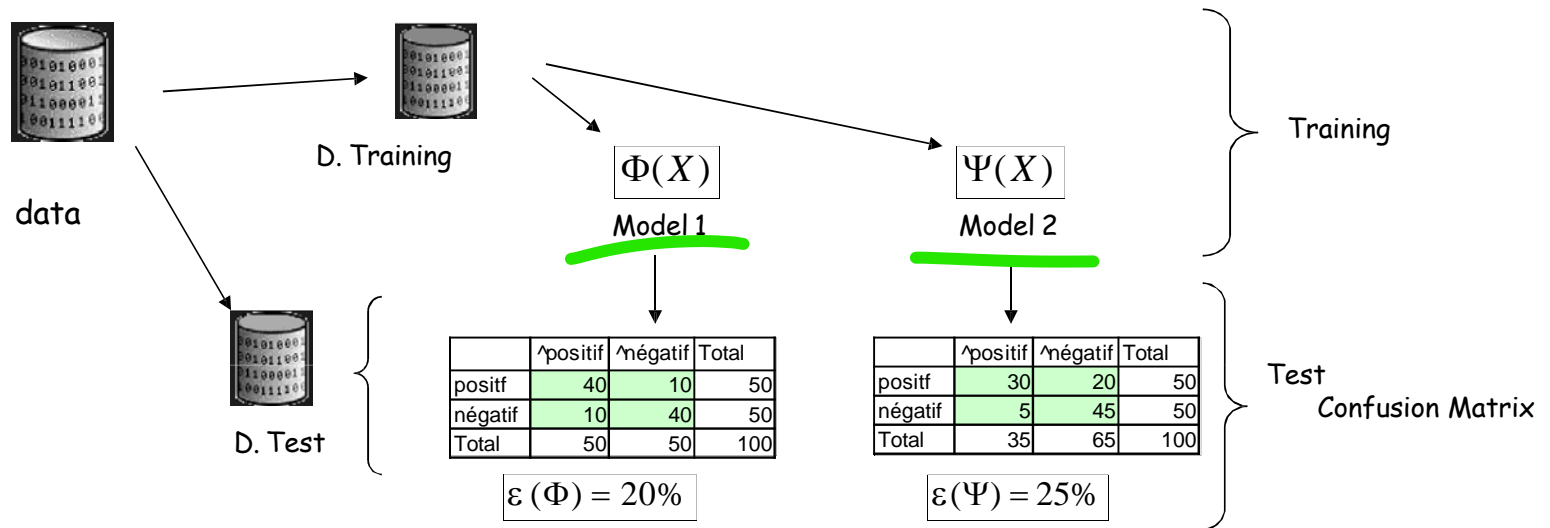 data
D. Training
Φ(X)
Model 1
Ψ(X)
Model 2
Training
D. Test
^positif ^négatif Total
positf 40 10 50
négatif 10 40 50
Total 50 50 100
ε (Φ) = 20%
^positif ^négatif Total
positf 30 20 50
négatif 5 45 50
Total 35 65 100
ε(Ψ) = 25%
Test
Confusion Matrix